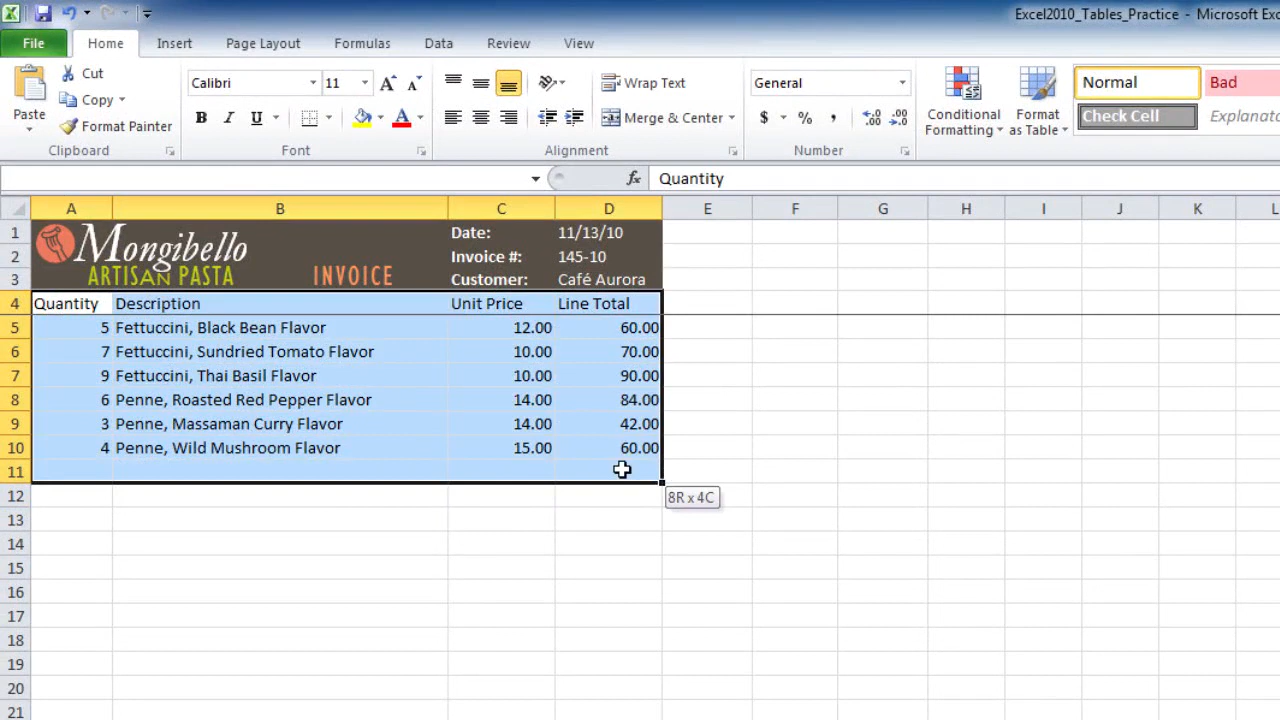 Excel2010_Tables_Practice - Microsoft Exc
File Home Insert Page Layout Formulas Data Review View
Paste
Cut
Copy
Format Painter
Clipboard
Calibri 11 A A
B I U A
Font
Wrap Text
Merge & Center
Alignment
General
$ % , .0 .00 .00 .0
Number
Conditional Formatting
Format as Table
Normal Bad
Check Cell Explanato
fx Quantity
A B C D E F G H I J K L
1 Mongibello Date: 11/13/10
2 Invoice #: 145-10
3 ARTISAN PASTA INVOICE Customer: Café Aurora
4 Quantity Description Unit Price Line Total
5 5 Fettuccini, Black Bean Flavor 12.00 60.00
6 7 Fettuccini, Sundried Tomato Flavor 10.00 70.00
7 9 Fettuccini, Thai Basil Flavor 10.00 90.00
8 6 Penne, Roasted Red Pepper Flavor 14.00 84.00
9 3 Penne, Massaman Curry Flavor 14.00 42.00
10 4 Penne, Wild Mushroom Flavor 15.00 60.00
11
12 8R x 4C
13
14
15
16
17
18
19
20
21